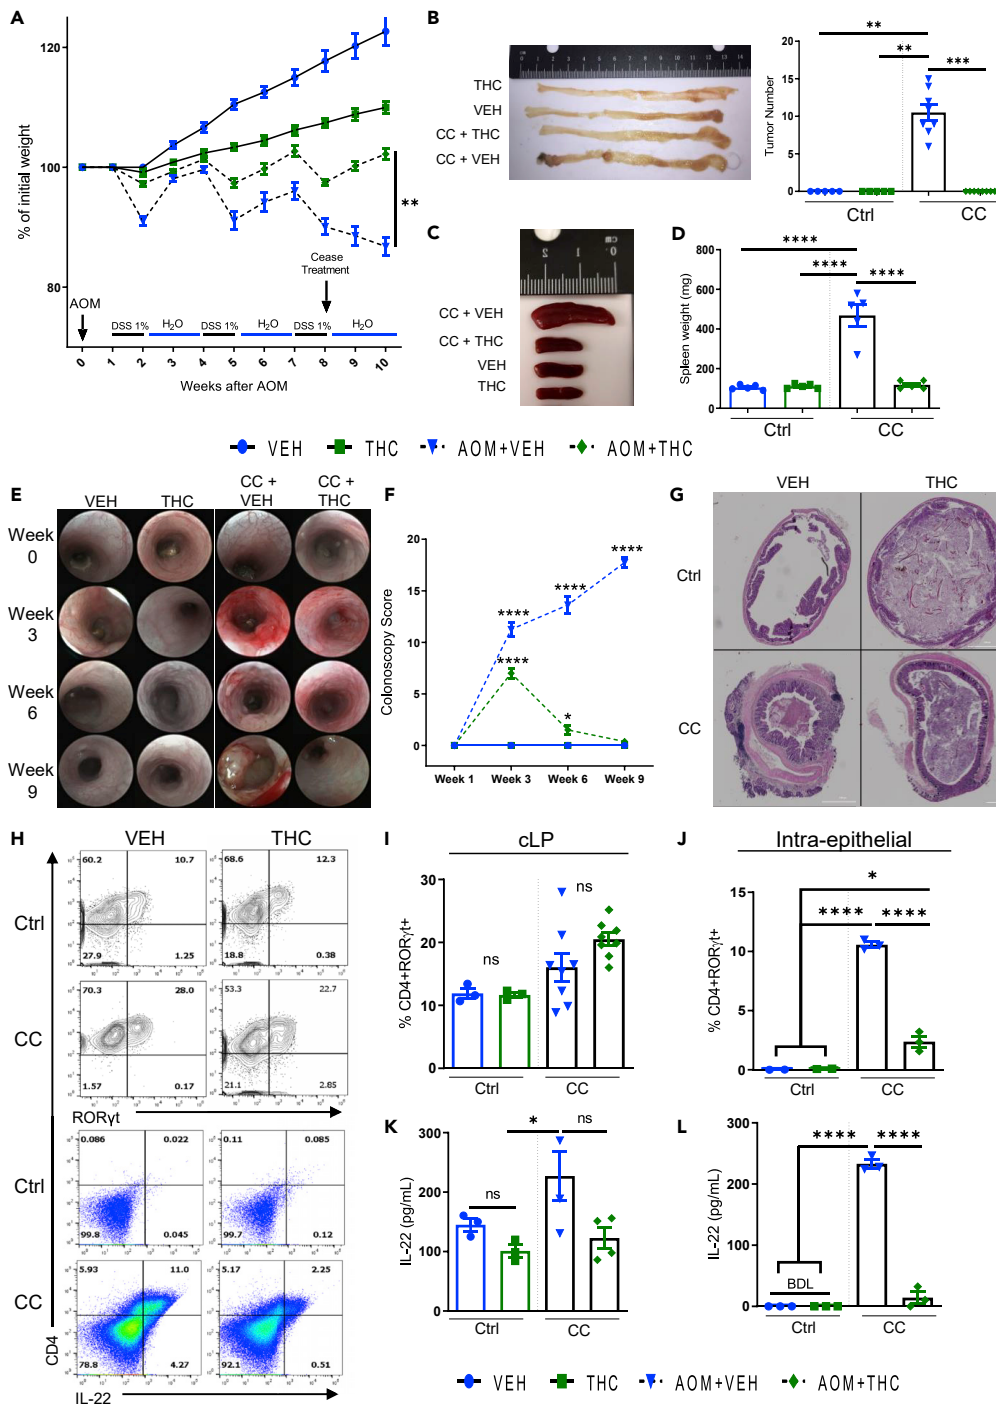 A
% of initial weight
120
100
80
AOM
Cease
Treatment
**
DSS 1%
H₂O
DSS 1%
H₂O
DSS 1%
H₂O
0 1 2 3 4 5 6 7 8 9 10
Weeks after AOM
B
THC
VEH
CC + THC
CC + VEH
Tumor Number
20
15
10
5
0
**
**
***
Ctrl
CC
C
cm
2 1 0
CC + VEH
CC + THC
VEH
THC
D
Spleen weight (mg)
800
600
400
200
0
****
****
****
Ctrl
CC
VEH THC AOM+VEH AOM+THC
E
VEH THC CC + VEH CC + THC
Week 0
Week 3
Week 6
Week 9
F
Colonoscopy Score
20
15
10
5
0
****
****
****
****
*
Week 1 Week 3 Week 6 Week 9
G
VEH THC
Ctrl
CC
H
VEH THC
Ctrl
60.2 10.7
27.9 1.25
68.6 12.3
18.8 0.38
CC
70.3 28.0
1.57 0.17
53.3 22.7
21.1 2.85
RORγt
Ctrl
0.086 0.022
99.8 0.045
0.11 0.085
99.7 0.12
CC
5.93 11.0
78.8 4.27
5.17 2.25
92.1 0.51
CD4
IL-22
I
cLP
% CD4+RORγt+
30
20
10
0
ns
ns
Ctrl
CC
J
Intra-epithelial
% CD4+RORγt+
15
10
5
0
*
****
****
Ctrl
CC
K
IL-22 (pg/mL)
300
200
100
0
ns
*
ns
Ctrl
CC
L
IL-22 (pg/mL)
300
200
100
0
****
****
BDL
Ctrl
CC
VEH THC AOM+VEH AOM+THC